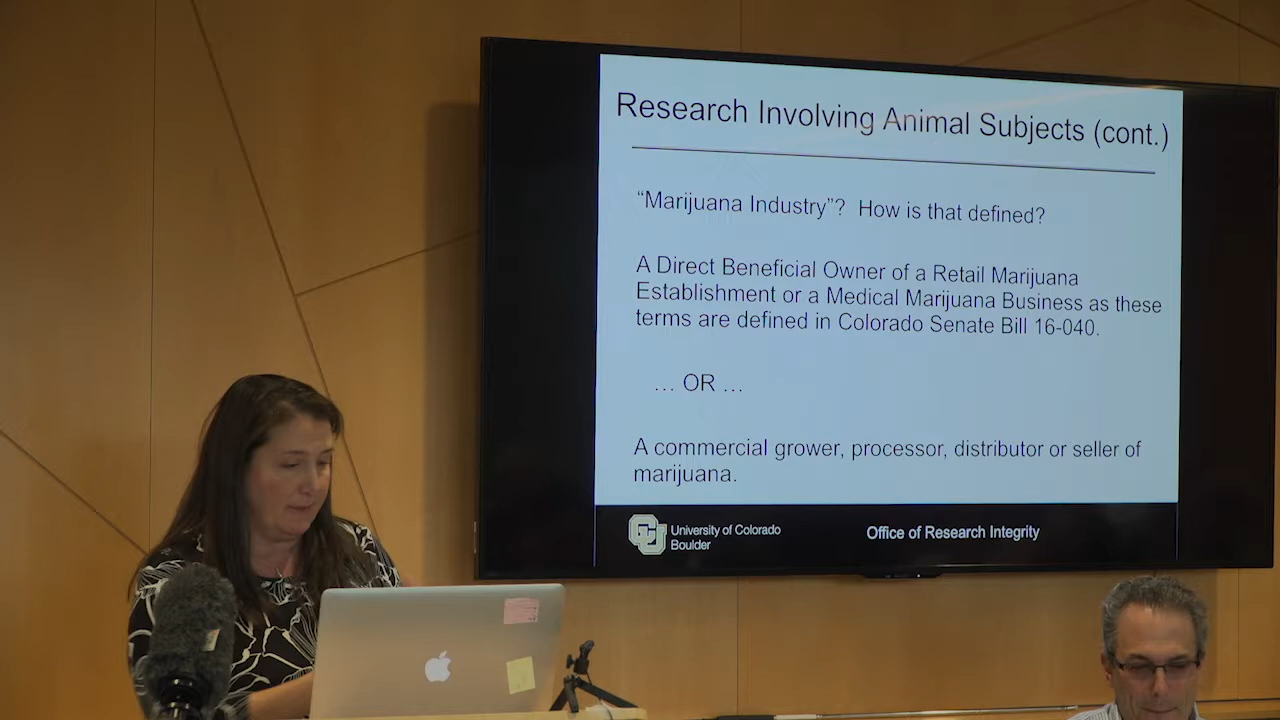 Research Involving Animal Subjects (cont.)
“Marijuana Industry”? How is that defined?
A Direct Beneficial Owner of a Retail Marijuana
Establishment or a Medical Marijuana Business as these
terms are defined in Colorado Senate Bill 16-040.
… OR …
A commercial grower, processor, distributor or seller of
marijuana.
CU
University of Colorado
Boulder
Office of Research Integrity